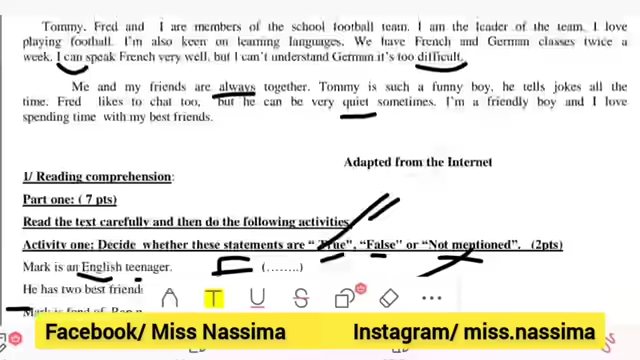 Tommy, Fred and I are members of the school football team. I am the leader of the team. I love
playing football. I'm also keen on learning languages. We have French and German classes twice a
week. I can speak French very well, but I can't understand German it's too difficult.
Me and my friends are always together. Tommy is such a funny boy, he tells jokes all the
time. Fred likes to chat too, but he can be very quiet sometimes. I'm a friendly boy and I love
spending time with my best friends.
Adapted from the Internet
1/ Reading comprehension:
Part one: ( 7 pts)
Read the text carefully and then do the following activities.
Activity one: Decide whether these statements are " True", "False" or "Not mentioned". (2pts)
Mark is an English teenager. F (........)
He has two best friend
Mark is fond of
T U S
Facebook/ Miss Nassima Instagram/ miss.nassima